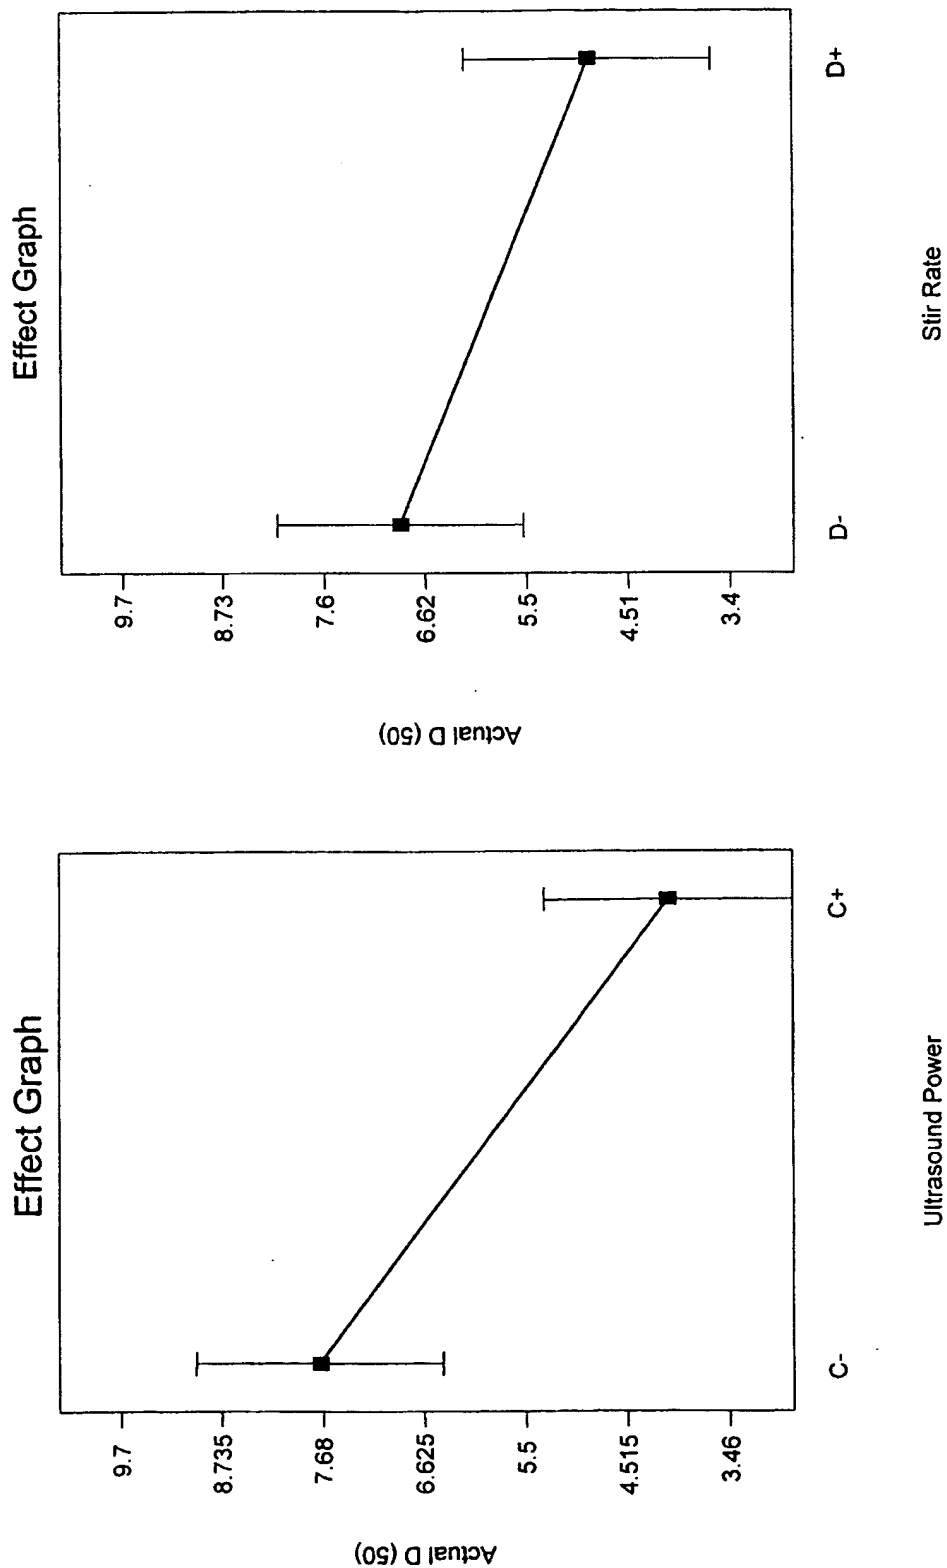 Effect Graph
9.7
8.735
7.68
6.625
5.5
4.515
3.46
Actual D (50)
C-
C+
Ultrasound Power
Effect Graph
9.7
8.73
7.6
6.62
5.5
4.51
3.4
Actual D (50)
D-
D+
Stir Rate